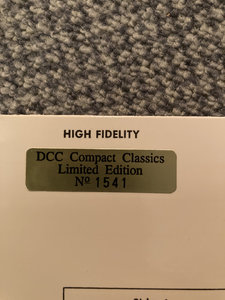 HIGH FIDELITY
DCC Compact Classics
Limited Edition
Nº 1541